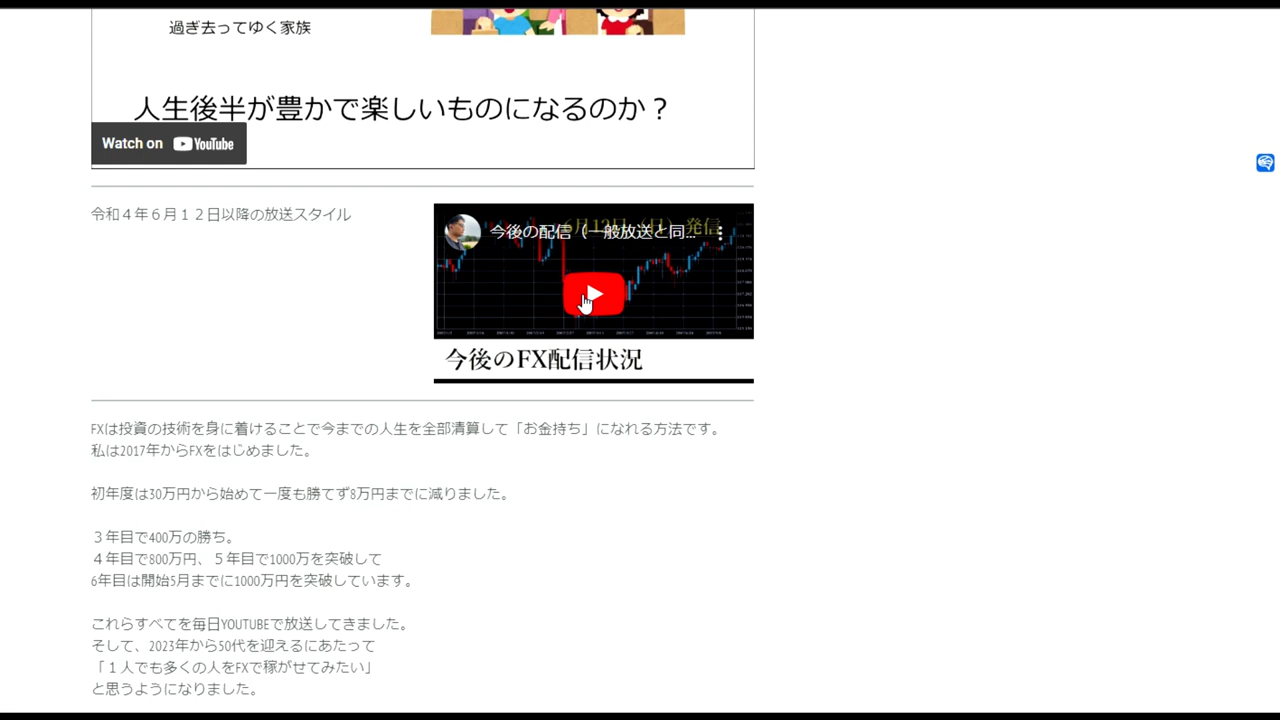 過ぎ去ってゆく家族
人生後半が豊かで楽しいものになるのか？
Watch on YouTube
令和４年６月１２日以降の放送スタイル
6月12日（日）発信
今後の配信（一般放送と同...
今後のFX配信状況
FXは投資の技術を身に着けることで今までの人生を全部清算して「お金持ち」になれる方法です。
私は2017年からFXをはじめました。
初年度は30万円から始めて一度も勝てず8万円までに減りました。
３年目で400万の勝ち。
４年目で800万円、５年目で1000万を突破して
6年目は開始5月までに1000万円を突破しています。
これらすべてを毎日YOUTUBEで放送してきました。
そして、2023年から50代を迎えるにあたって
「１人でも多くの人をFXで稼がせてみたい」
と思うようになりました。